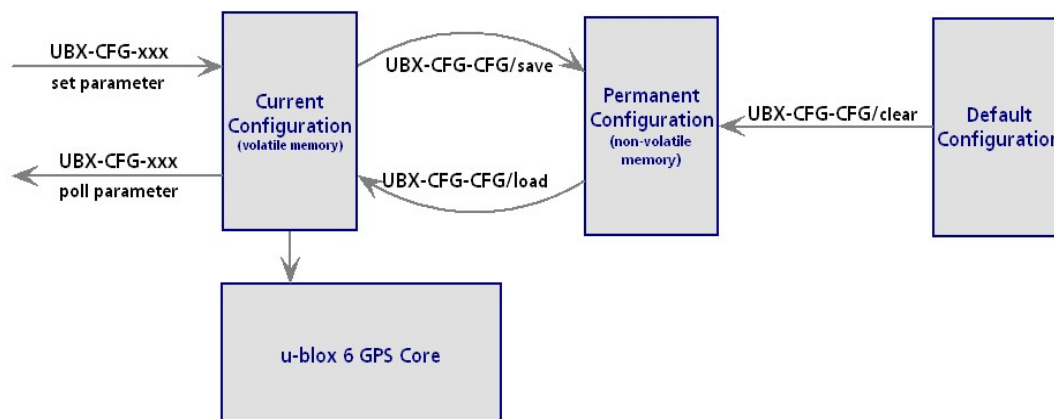 UBX-CFG-xxx
set parameter
UBX-CFG-xxx
poll parameter
Current
Configuration
(volatile memory)
UBX-CFG-CFG/save
UBX-CFG-CFG/load
Permanent
Configuration
(non-volatile
memory)
UBX-CFG-CFG/clear
Default
Configuration
u-blox 6 GPS Core